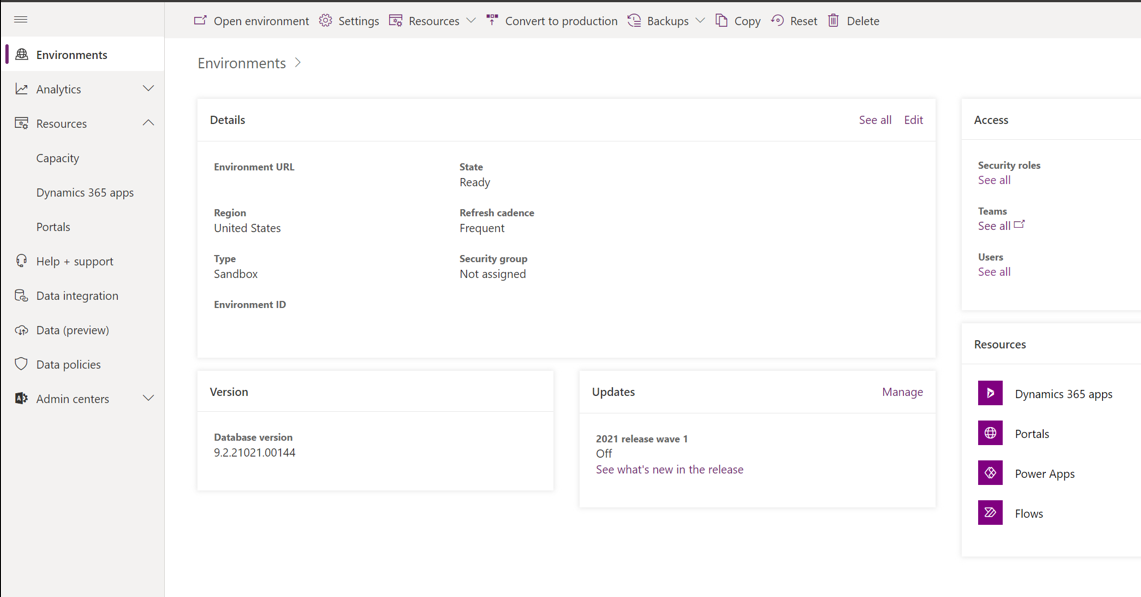 Open environment Settings Resources Convert to production Backups Copy Reset Delete
Environments
Analytics
Resources
Capacity
Dynamics 365 apps
Portals
Help + support
Data integration
Data (preview)
Data policies
Admin centers
Environments >
Details See all Edit
Environment URL
State
Ready
Region
United States
Refresh cadence
Frequent
Type
Sandbox
Security group
Not assigned
Environment ID
Version
Database version
9.2.21021.00144
Updates Manage
2021 release wave 1
Off
See what's new in the release
Access
Security roles
See all
Teams
See all
Users
See all
Resources
Dynamics 365 apps
Portals
Power Apps
Flows